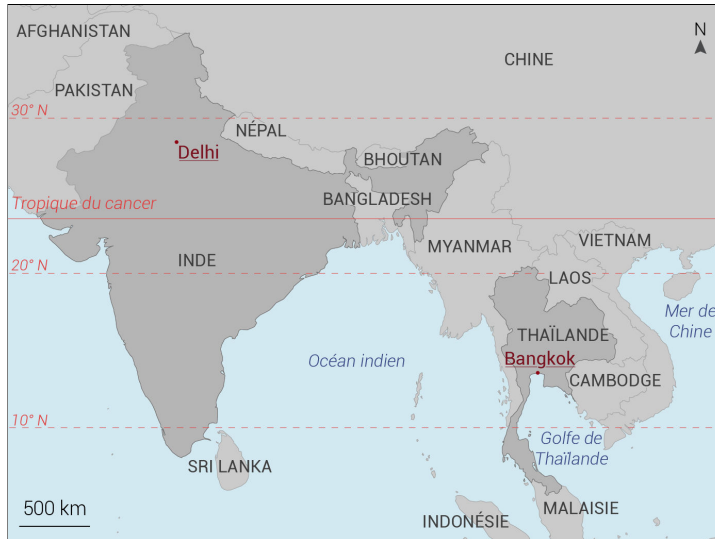 AFGHANISTAN
N
CHINE
PAKISTAN
30° N
NÉPAL
Delhi
BHOUTAN
BANGLADESH
Tropique du cancer
MYANMAR
VIETNAM
INDE
20° N
LAOS
Mer de
Chine
THAÏLANDE
Océan indien
Bangkok
CAMBODGE
10° N
Golfe de
Thaïlande
SRI LANKA
500 km
MALAISIE
INDONÉSIE